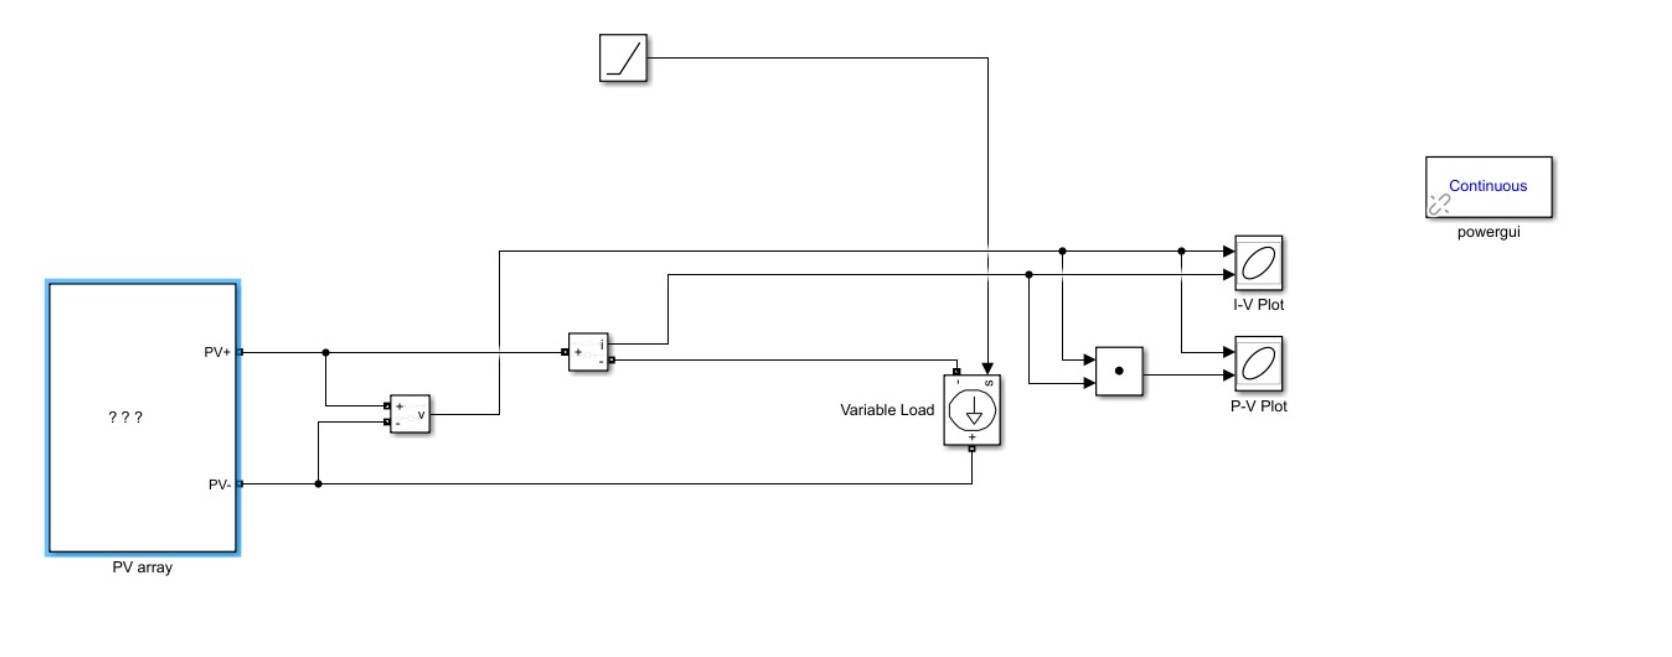 Continuous
powergui
I-V Plot
PV+
+
i
-
- s
???
+
-
v
Variable Load
+
P-V Plot
PV-
PV array